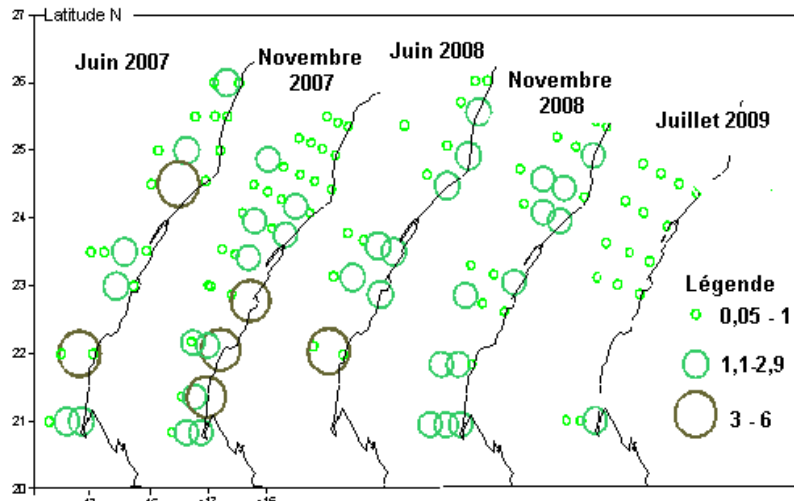 27
Latitude N
Juin 2007
Novembre
2007
Juin 2008
Novembre
2008
Juillet 2009
26
25
24
23
22
21
20
Légende
0,05 - 1
1,1-2,9
3 - 6